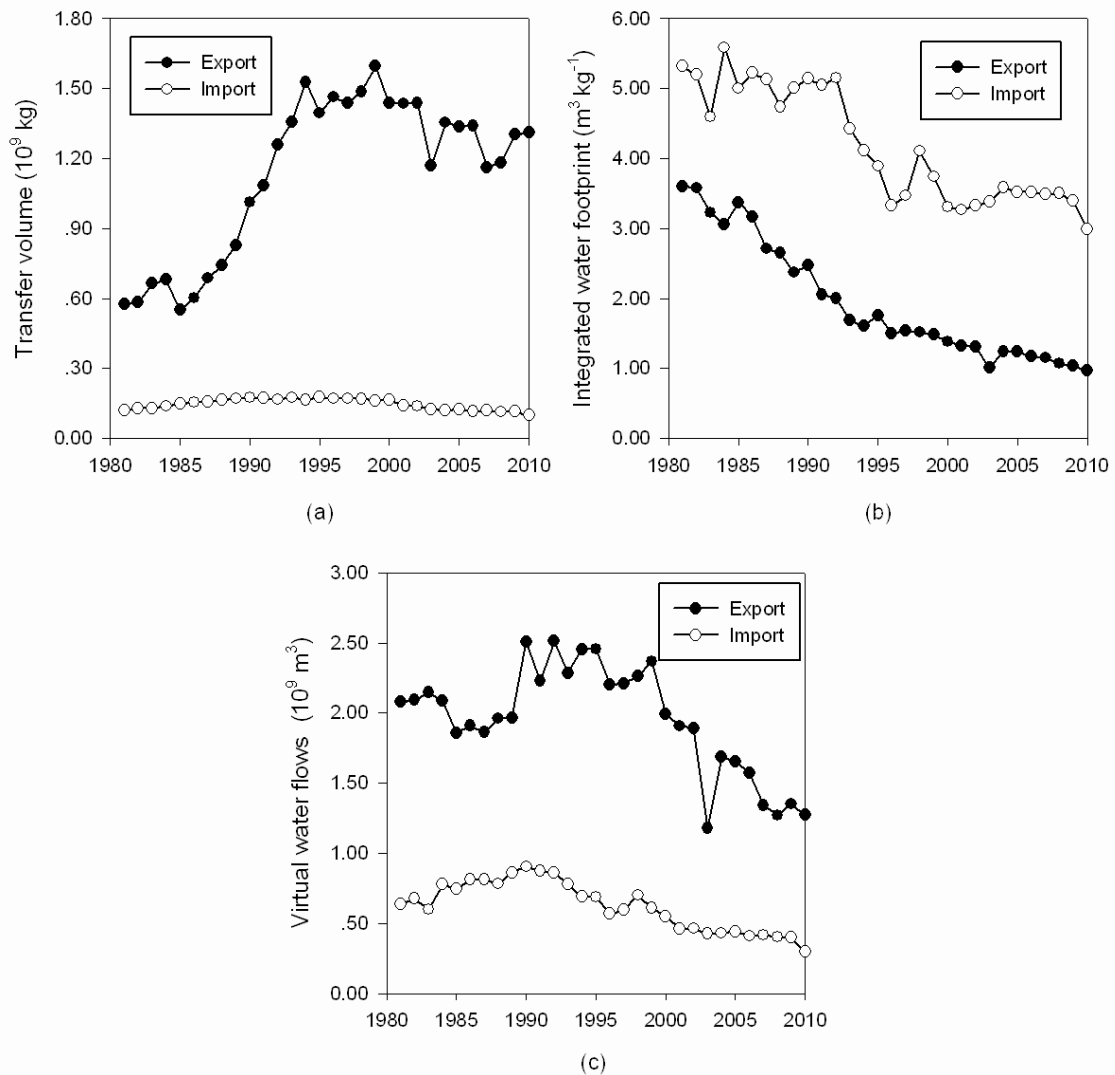 1.80
1.50
1.20
.90
.60
.30
0.00
Transfer volume (10⁹ kg)
Export
Import
1980 1985 1990 1995 2000 2005 2010
(a)
6.00
5.00
4.00
3.00
2.00
1.00
0.00
Integrated water footprint (m³ kg⁻¹)
Export
Import
1980 1985 1990 1995 2000 2005 2010
(b)
3.00
2.50
2.00
1.50
1.00
.50
0.00
Virtual water flows (10⁹ m³)
Export
Import
1980 1985 1990 1995 2000 2005 2010
(c)